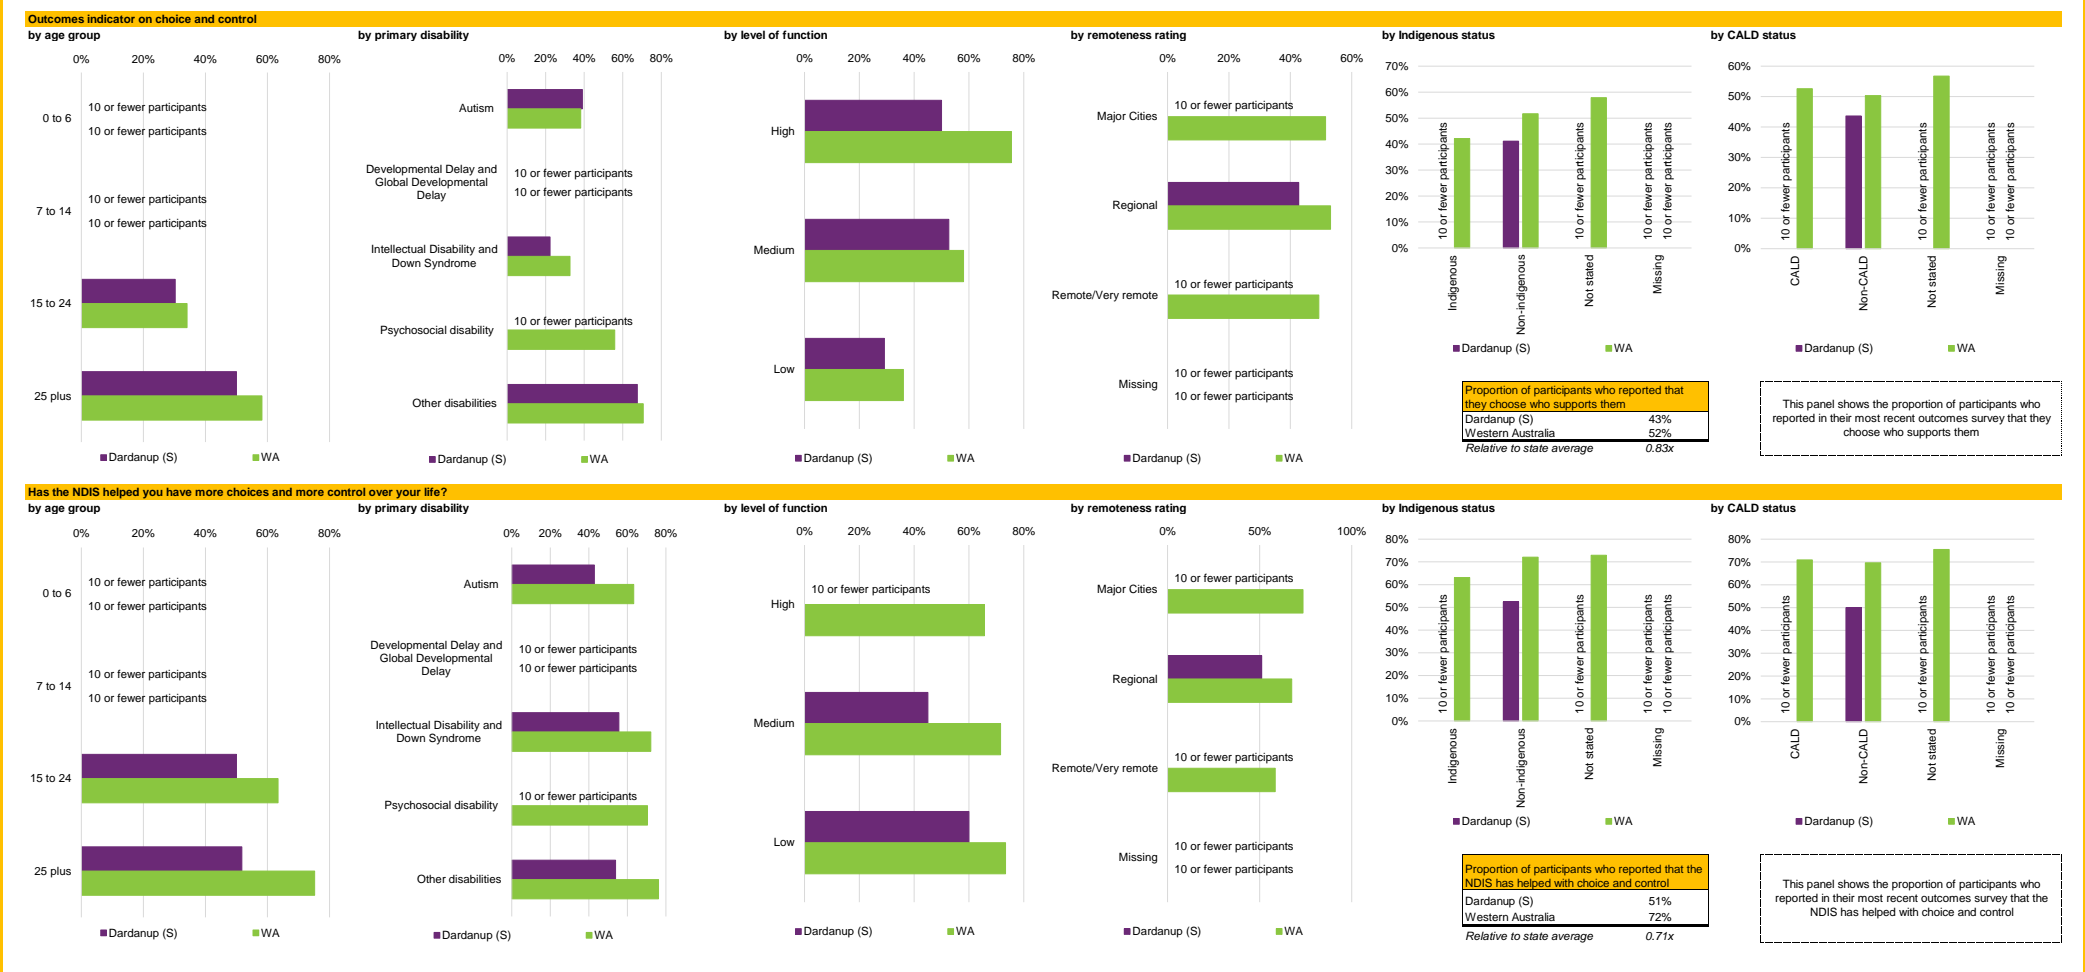 Outcomes indicator on choice and control
by age group
0% 20% 40% 60% 80%
0 to 6
10 or fewer participants
10 or fewer participants
7 to 14
10 or fewer participants
10 or fewer participants
15 to 24
25 plus
Dardanup (S) WA
by primary disability
0% 20% 40% 60% 80%
Autism
Developmental Delay and
Global Developmental
Delay
10 or fewer participants
10 or fewer participants
Intellectual Disability and
Down Syndrome
Psychosocial disability
10 or fewer participants
Other disabilities
Dardanup (S) WA
by level of function
0% 20% 40% 60% 80%
High
Medium
Low
Dardanup (S) WA
by remoteness rating
0% 20% 40% 60%
Major Cities
10 or fewer participants
Regional
Remote/Very remote
10 or fewer participants
Missing
10 or fewer participants
10 or fewer participants
Dardanup (S) WA
by Indigenous status
70%
60%
50%
40%
30%
20%
10%
0%
10 or fewer participants
10 or fewer participants
10 or fewer participants
10 or fewer participants
Indigenous
Non-indigenous
Not stated
Missing
Dardanup (S) WA
by CALD status
60%
50%
40%
30%
20%
10%
0%
10 or fewer participants
10 or fewer participants
10 or fewer participants
10 or fewer participants
CALD
Non-CALD
Not stated
Missing
Dardanup (S) WA
Proportion of participants who reported that
they choose who supports them
Dardanup (S) 43%
Western Australia 52%
Relative to state average 0.83x
This panel shows the proportion of participants who
reported in their most recent outcomes survey that they
choose who supports them
Has the NDIS helped you have more choices and more control over your life?
by age group
0% 20% 40% 60% 80%
0 to 6
10 or fewer participants
10 or fewer participants
7 to 14
10 or fewer participants
10 or fewer participants
15 to 24
25 plus
Dardanup (S) WA
by primary disability
0% 20% 40% 60% 80%
Autism
Developmental Delay and
Global Developmental
Delay
10 or fewer participants
10 or fewer participants
Intellectual Disability and
Down Syndrome
Psychosocial disability
10 or fewer participants
Other disabilities
Dardanup (S) WA
by level of function
0% 20% 40% 60% 80%
High
10 or fewer participants
Medium
Low
Dardanup (S) WA
by remoteness rating
0% 50% 100%
Major Cities
10 or fewer participants
Regional
Remote/Very remote
10 or fewer participants
Missing
10 or fewer participants
10 or fewer participants
Dardanup (S) WA
by Indigenous status
80%
70%
60%
50%
40%
30%
20%
10%
0%
10 or fewer participants
10 or fewer participants
10 or fewer participants
10 or fewer participants
Indigenous
Non-indigenous
Not stated
Missing
Dardanup (S) WA
by CALD status
80%
70%
60%
50%
40%
30%
20%
10%
0%
10 or fewer participants
10 or fewer participants
10 or fewer participants
10 or fewer participants
CALD
Non-CALD
Not stated
Missing
Dardanup (S) WA
Proportion of participants who reported that the
NDIS has helped with choice and control
Dardanup (S) 51%
Western Australia 72%
Relative to state average 0.71x
This panel shows the proportion of participants who
reported in their most recent outcomes survey that the
NDIS has helped with choice and control